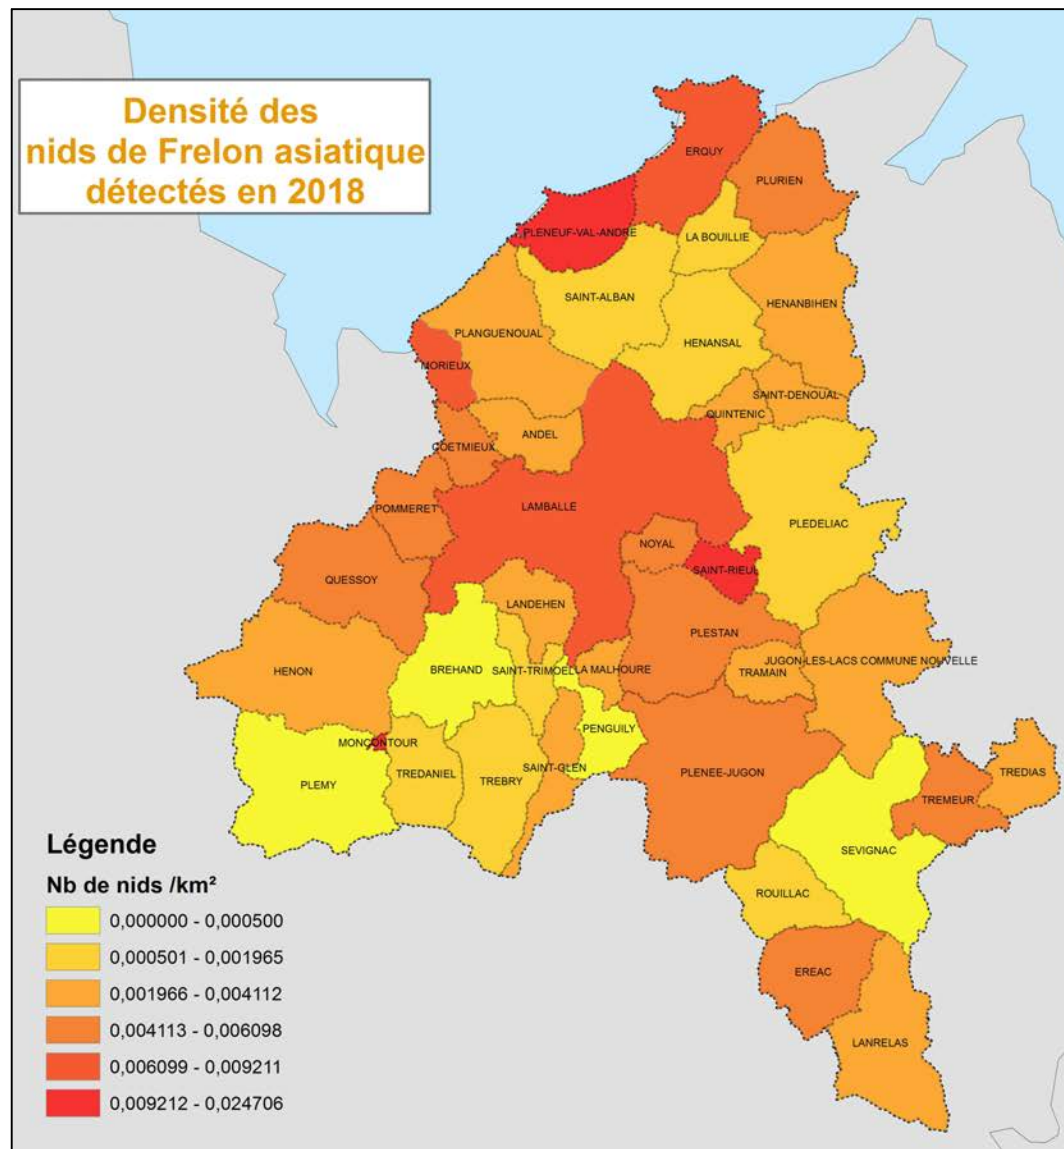 Densité des
nids de Frelon asiatique
détectés en 2018
ERQUY
PLURIEN
PLENEUF-VAL-ANDRE
LA BOUILLIE
SAINT-ALBAN
HENANBIHEN
PLANGUENOUAL
HENANSAL
MORIEUX
SAINT-DENOUAL
QUINTENIC
ANDEL
COETMIEUX
LAMBALLE
POMMERET
PLEDELIAC
NOYAL
SAINT-RIEUL
QUESSOY
LANDEHEN
PLESTAN
JUGON-LES-LACS COMMUNE NOUVELLE
HENON
BREHAND
SAINT-TRIMOEL
LA MALHOURE
TRAMAIN
PENGUILY
MONCONTOUR
SAINT-GLEN
PLENEE-JUGON
TREDIAS
TREDANIEL
TREBRY
PLEMY
TREMEUR
SEVIGNAC
ROUILLAC
EREAC
LANRELAS
Légende
Nb de nids /km²
0,000000 - 0,000500
0,000501 - 0,001965
0,001966 - 0,004112
0,004113 - 0,006098
0,006099 - 0,009211
0,009212 - 0,024706